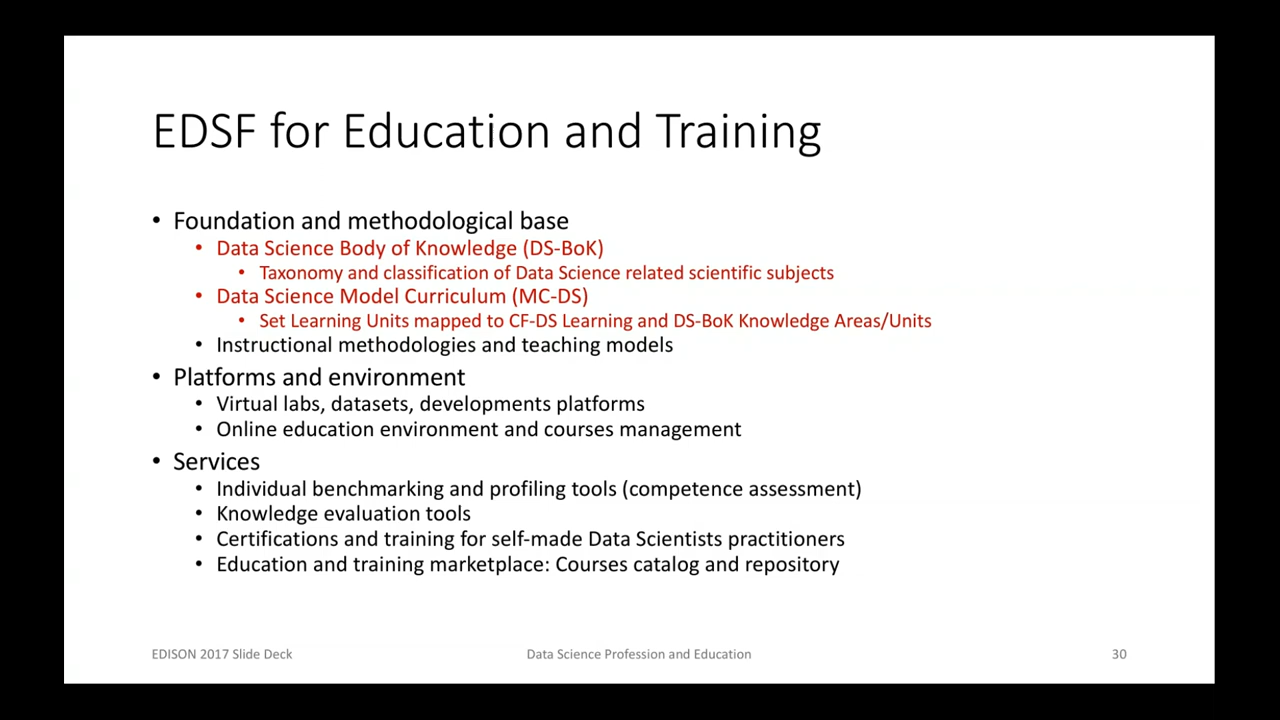 EDSF for Education and Training
• Foundation and methodological base
• Data Science Body of Knowledge (DS-BoK)
• Taxonomy and classification of Data Science related scientific subjects
• Data Science Model Curriculum (MC-DS)
• Set Learning Units mapped to CF-DS Learning and DS-BoK Knowledge Areas/Units
• Instructional methodologies and teaching models
• Platforms and environment
• Virtual labs, datasets, developments platforms
• Online education environment and courses management
• Services
• Individual benchmarking and profiling tools (competence assessment)
• Knowledge evaluation tools
• Certifications and training for self-made Data Scientists practitioners
• Education and training marketplace: Courses catalog and repository
EDISON 2017 Slide Deck
Data Science Profession and Education
30